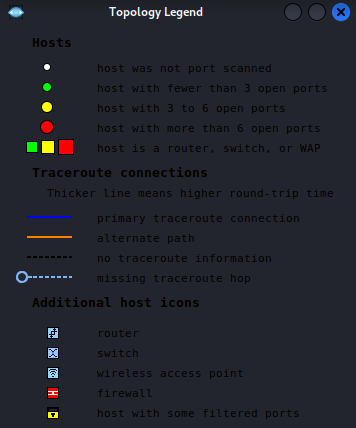 Topology Legend
Hosts
host was not port scanned
host with fewer than 3 open ports
host with 3 to 6 open ports
host with more than 6 open ports
host is a router, switch, or WAP
Traceroute connections
Thicker line means higher round-trip time
primary traceroute connection
alternate path
no traceroute information
missing traceroute hop
Additional host icons
router
switch
wireless access point
firewall
host with some filtered ports